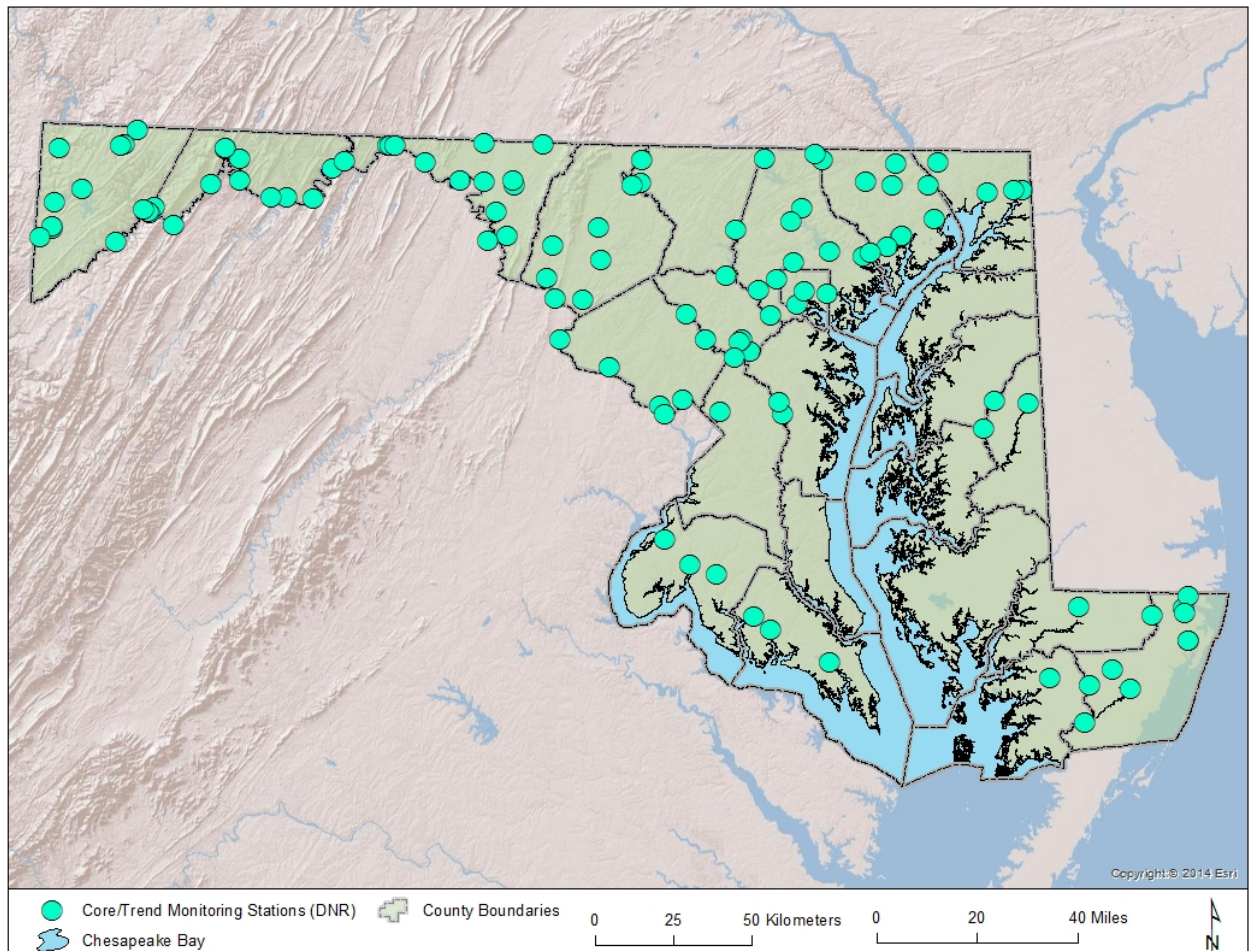 Copyright:© 2014 Esri
Core/Trend Monitoring Stations (DNR)
County Boundaries
Chesapeake Bay
0 25 50 Kilometers
0 20 40 Miles
N